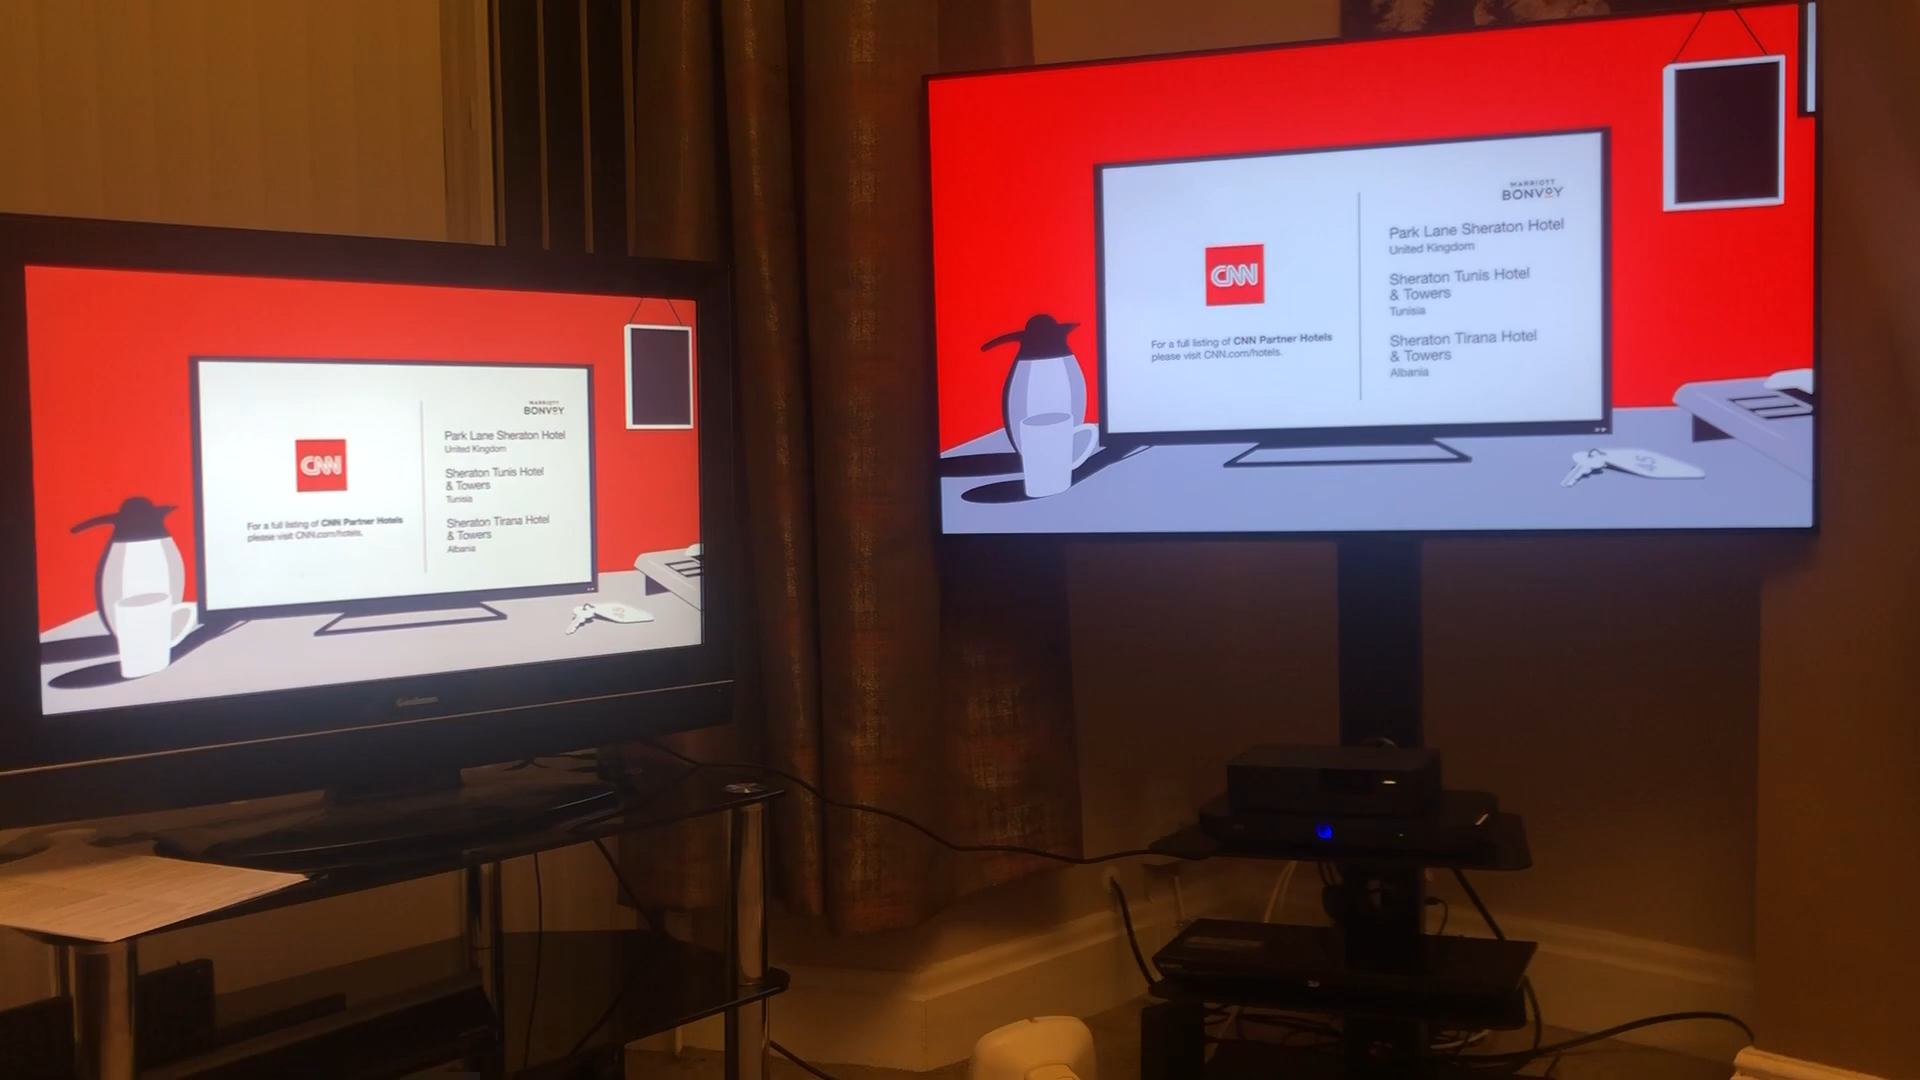 CNN
For a full listing of CNN Partner Hotels
please visit CNN.com/hotels.
MARRIOTT
BONVOY
Park Lane Sheraton Hotel
United Kingdom
Sheraton Tunis Hotel
& Towers
Tunisia
Sheraton Tirana Hotel
& Towers
Albania
45
Goodmans
CNN
For a full listing of CNN Partner Hotels
please visit CNN.com/hotels.
MARRIOTT
BONVOY
Park Lane Sheraton Hotel
United Kingdom
Sheraton Tunis Hotel
& Towers
Tunisia
Sheraton Tirana Hotel
& Towers
Albania
45